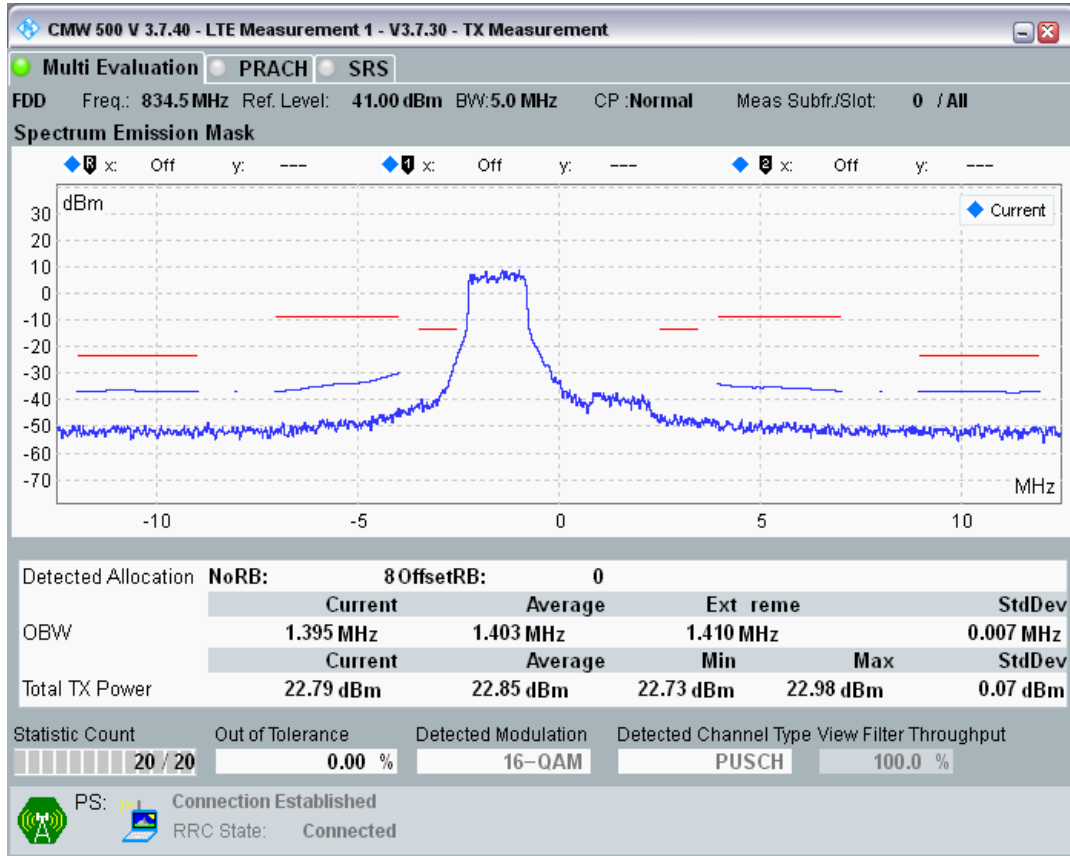 CMW 500 V 3.7.40 - LTE Measurement 1 - V3.7.30 - TX Measurement
Multi Evaluation PRACH SRS
FDD Freq.: 834.5 MHz Ref. Level: 41.00 dBm BW: 5.0 MHz CP : Normal Meas Subfr./Slot: 0 / All
Spectrum Emission Mask
R x: Off y: --- 1 x: Off y: --- 2 x: Off y: ---
dBm
Current
30
20
10
0
-10
-20
-30
-40
-50
-60
-70
MHz
-10 -5 0 5 10
Detected Allocation NoRB: 8 OffsetRB: 0
Current Average Ext reme StdDev
OBW 1.395 MHz 1.403 MHz 1.410 MHz 0.007 MHz
Current Average Min Max StdDev
Total TX Power 22.79 dBm 22.85 dBm 22.73 dBm 22.98 dBm 0.07 dBm
Statistic Count Out of Tolerance Detected Modulation Detected Channel Type View Filter Throughput
20 / 20 0.00 % 16-QAM PUSCH 100.0 %
PS: Connection Established
RRC State: Connected